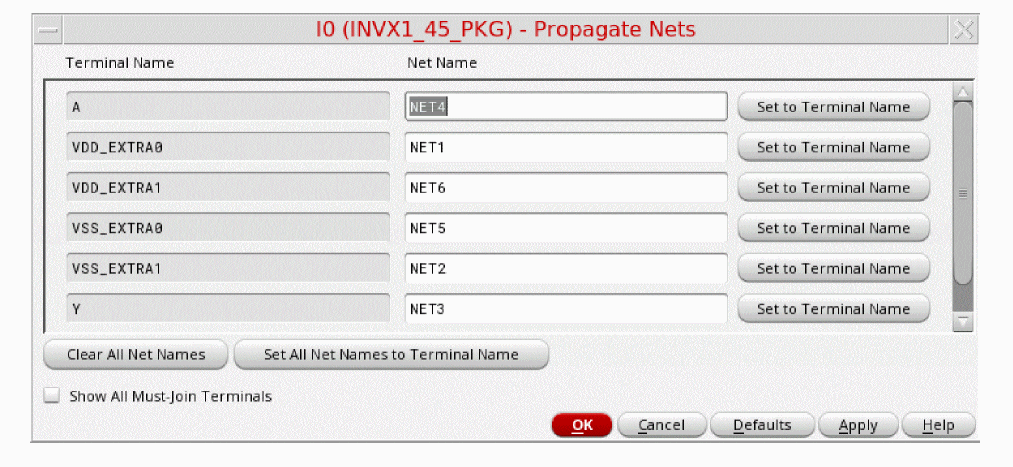 I0 (INVX1_45_PKG) - Propagate Nets
Terminal Name Net Name
A NET4 Set to Terminal Name
VDD_EXTRA0 NET1 Set to Terminal Name
VDD_EXTRA1 NET6 Set to Terminal Name
VSS_EXTRA0 NET5 Set to Terminal Name
VSS_EXTRA1 NET2 Set to Terminal Name
Y NET3 Set to Terminal Name
Clear All Net Names Set All Net Names to Terminal Name
Show All Must-Join Terminals
OK Cancel Defaults Apply Help